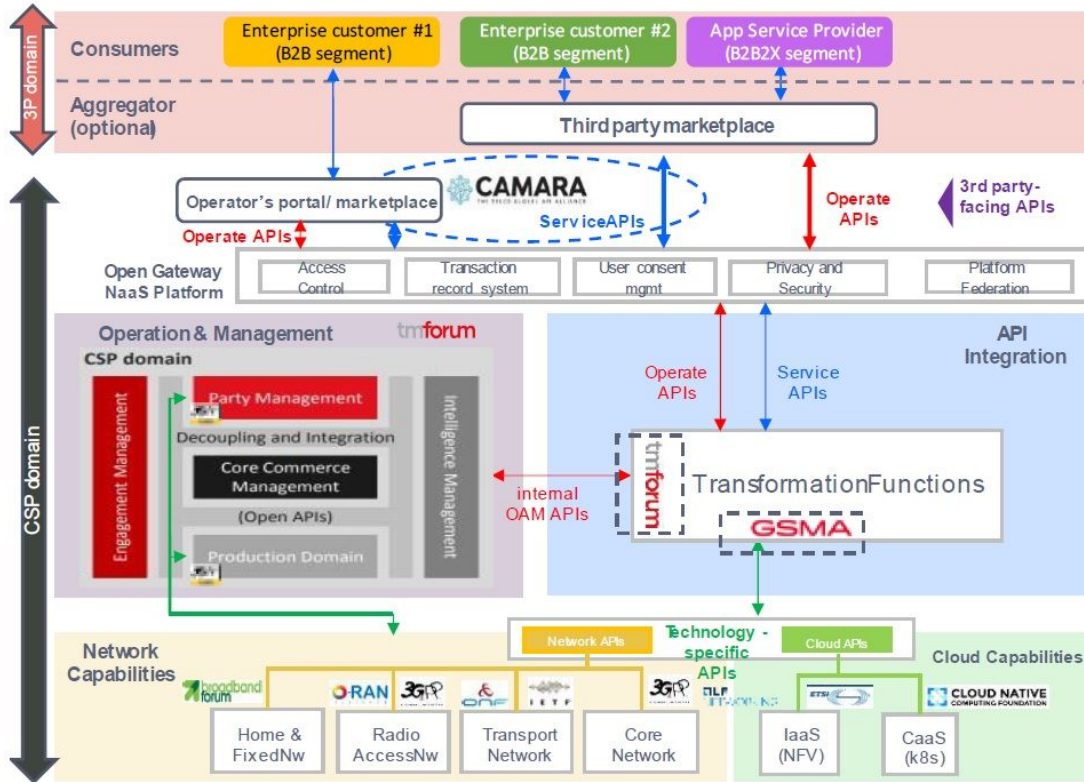 3P domain
Consumers
Enterprise customer #1
(B2B segment)
Enterprise customer #2
(B2B segment)
App Service Provider
(B2B2X segment)
Aggregator
(optional)
Third party marketplace
CSP domain
Operator's portal/ marketplace
CAMARA
THE TELCO GLOBAL API ALLIANCE
Operate APIs
ServiceAPIs
Operate
APIs
3rd party-
facing APIs
Open Gateway
NaaS Platform
Access
Control
Transaction
record system
User consent
mgmt
Privacy and
Security
Platform
Federation
Operation & Management
tmforum
CSP domain
Engagement Management
Party Management
Decoupling and Integration
Core Commerce
Management
(Open APIs)
Production Domain
Intelligence Management
API
Integration
Operate
APIs
Service
APIs
internal
OAM APIs
tmforum
TransformationFunctions
GSMA
Network
Capabilities
Network APIs
Technology -
specific
APIs
Cloud APIs
Cloud Capabilities
broadband
forum
O-RAN
3GPP
ONF
IETF
3GPP
ETSI
CLOUD NATIVE
COMPUTING FOUNDATION
Home &
FixedNw
Radio
AccessNw
Transport
Network
Core
Network
IaaS
(NFV)
CaaS
(k8s)